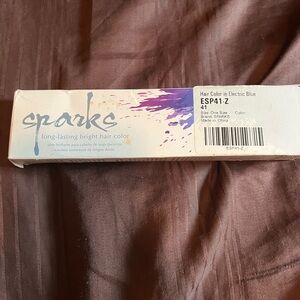 sparks
long-lasting bright hair color
Hair Color in Electric Blue
ESP41-Z
41
Size: One Size Color:
Brand: SPARKS
Made in China
ESP41-Z